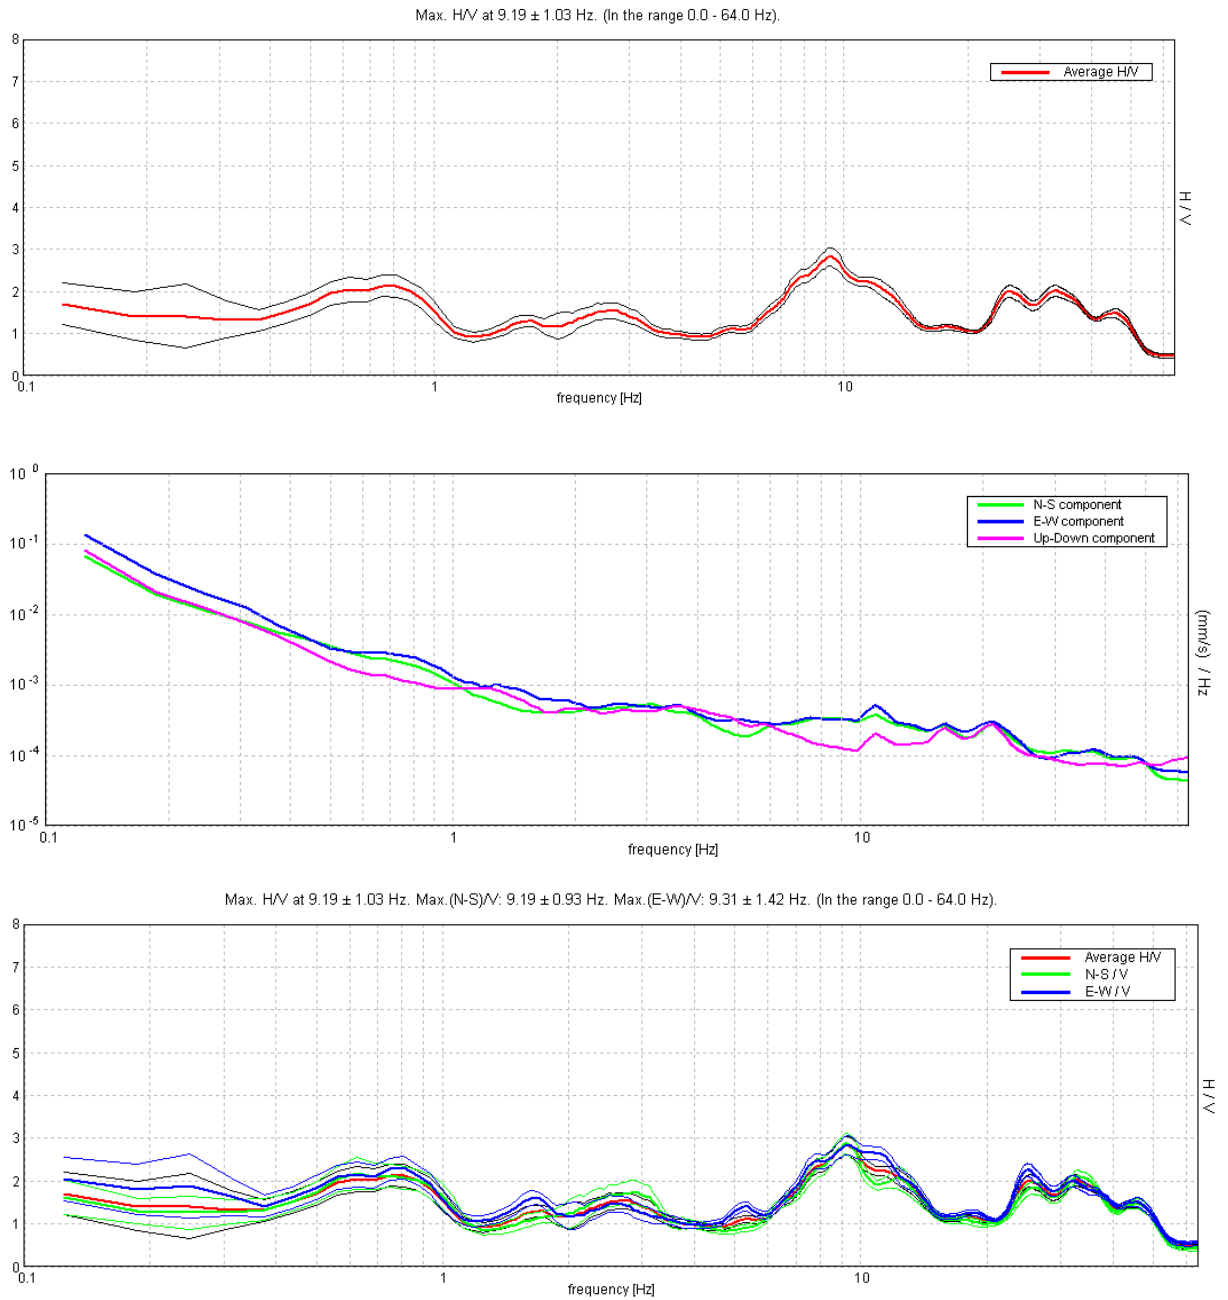 Max. H/V at 9.19 ± 1.03 Hz. (In the range 0.0 - 64.0 Hz).
8
7
6
5
4
3
2
1
0
Average H/V
H / V
0.1 1 10
frequency [Hz]
10 0
10 -1
10 -2
10 -3
10 -4
10 -5
N-S component
E-W component
Up-Down component
(mm/s) / Hz
0.1 1 10
frequency [Hz]
Max. H/V at 9.19 ± 1.03 Hz. Max.(N-S)/V: 9.19 ± 0.93 Hz. Max.(E-W)/V: 9.31 ± 1.42 Hz. (In the range 0.0 - 64.0 Hz).
8
7
6
5
4
3
2
1
0
Average H/V
N-S / V
E-W / V
H / V
0.1 1 10
frequency [Hz]